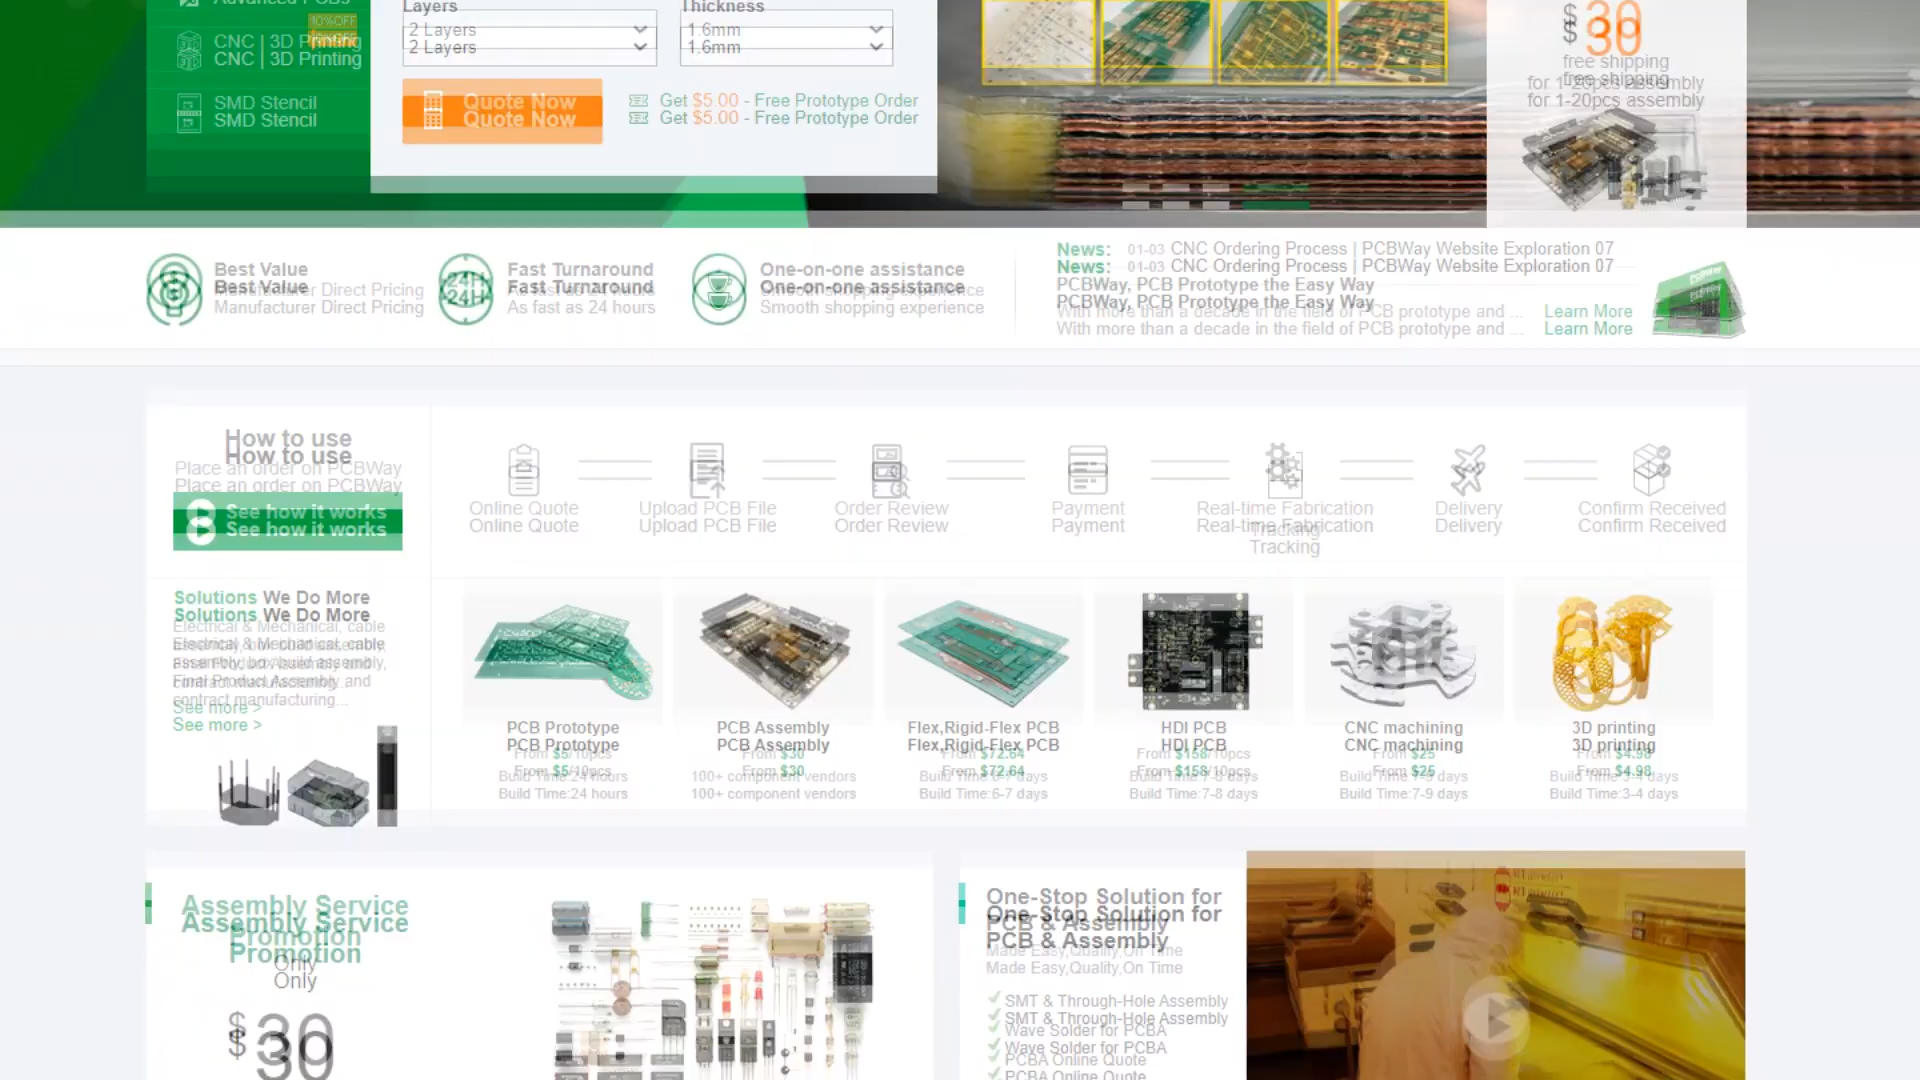 Advanced PCBs
10%OFF
CNC | 3D Printing
CNC | 3D Printing
SMD Stencil
SMD Stencil
Layers
2 Layers
2 Layers
Thickness
1.6mm
1.6mm
Quote Now
Quote Now
Get $5.00 - Free Prototype Order
Get $5.00 - Free Prototype Order
$30
$30
free shipping
free shipping
for 1-20pcs assembly
for 1-20pcs assembly
Best Value
Best Value
Manufacturer Direct Pricing
Manufacturer Direct Pricing
24H
24H
Fast Turnaround
Fast Turnaround
As fast as 24 hours
As fast as 24 hours
One-on-one assistance
One-on-one assistance
Smooth shopping experience
Smooth shopping experience
News: 01-03 CNC Ordering Process | PCBWay Website Exploration 07
News: 01-03 CNC Ordering Process | PCBWay Website Exploration 07
PCBWay, PCB Prototype the Easy Way
PCBWay, PCB Prototype the Easy Way
With more than a decade in the field of PCB prototype and ... Learn More
With more than a decade in the field of PCB prototype and ... Learn More
How to use
How to use
Place an order on PCBWay
Place an order on PCBWay
See how it works
See how it works
Online Quote
Online Quote
Upload PCB File
Upload PCB File
Order Review
Order Review
Payment
Payment
Real-time Fabrication
Real-time Fabrication
Tracking
Tracking
Delivery
Delivery
Confirm Received
Confirm Received
Solutions We Do More
Solutions We Do More
Electrical & Mechanical, cable
Electrical & Mechanical, cable
assembly, box build assembly,
assembly, box build assembly,
Final Product Assembly and
Final Product Assembly and
contract manufacturing...
contract manufacturing...
See more >
See more >
PCB Prototype
PCB Prototype
From $5/10pcs
From $5/10pcs
Build Time:24 hours
Build Time:24 hours
PCB Assembly
PCB Assembly
From $30
From $30
100+ component vendors
100+ component vendors
Flex,Rigid-Flex PCB
Flex,Rigid-Flex PCB
From $72.64
From $72.64
Build Time:6-7 days
Build Time:6-7 days
HDI PCB
HDI PCB
From $158/10pcs
From $158/10pcs
Build Time:7-8 days
Build Time:7-8 days
CNC machining
CNC machining
From $25
From $25
Build Time:7-9 days
Build Time:7-9 days
3D printing
3D printing
From $4.98
From $4.98
Build Time:3-4 days
Build Time:3-4 days
Assembly Service
Assembly Service
Promotion
Promotion
Only
Only
$30
$30
One-Stop Solution for
One-Stop Solution for
PCB & Assembly
PCB & Assembly
Made Easy,Quality,On Time
Made Easy,Quality,On Time
SMT & Through-Hole Assembly
SMT & Through-Hole Assembly
Wave Solder for PCBA
Wave Solder for PCBA
PCBA Online Quote
PCBA Online Quote